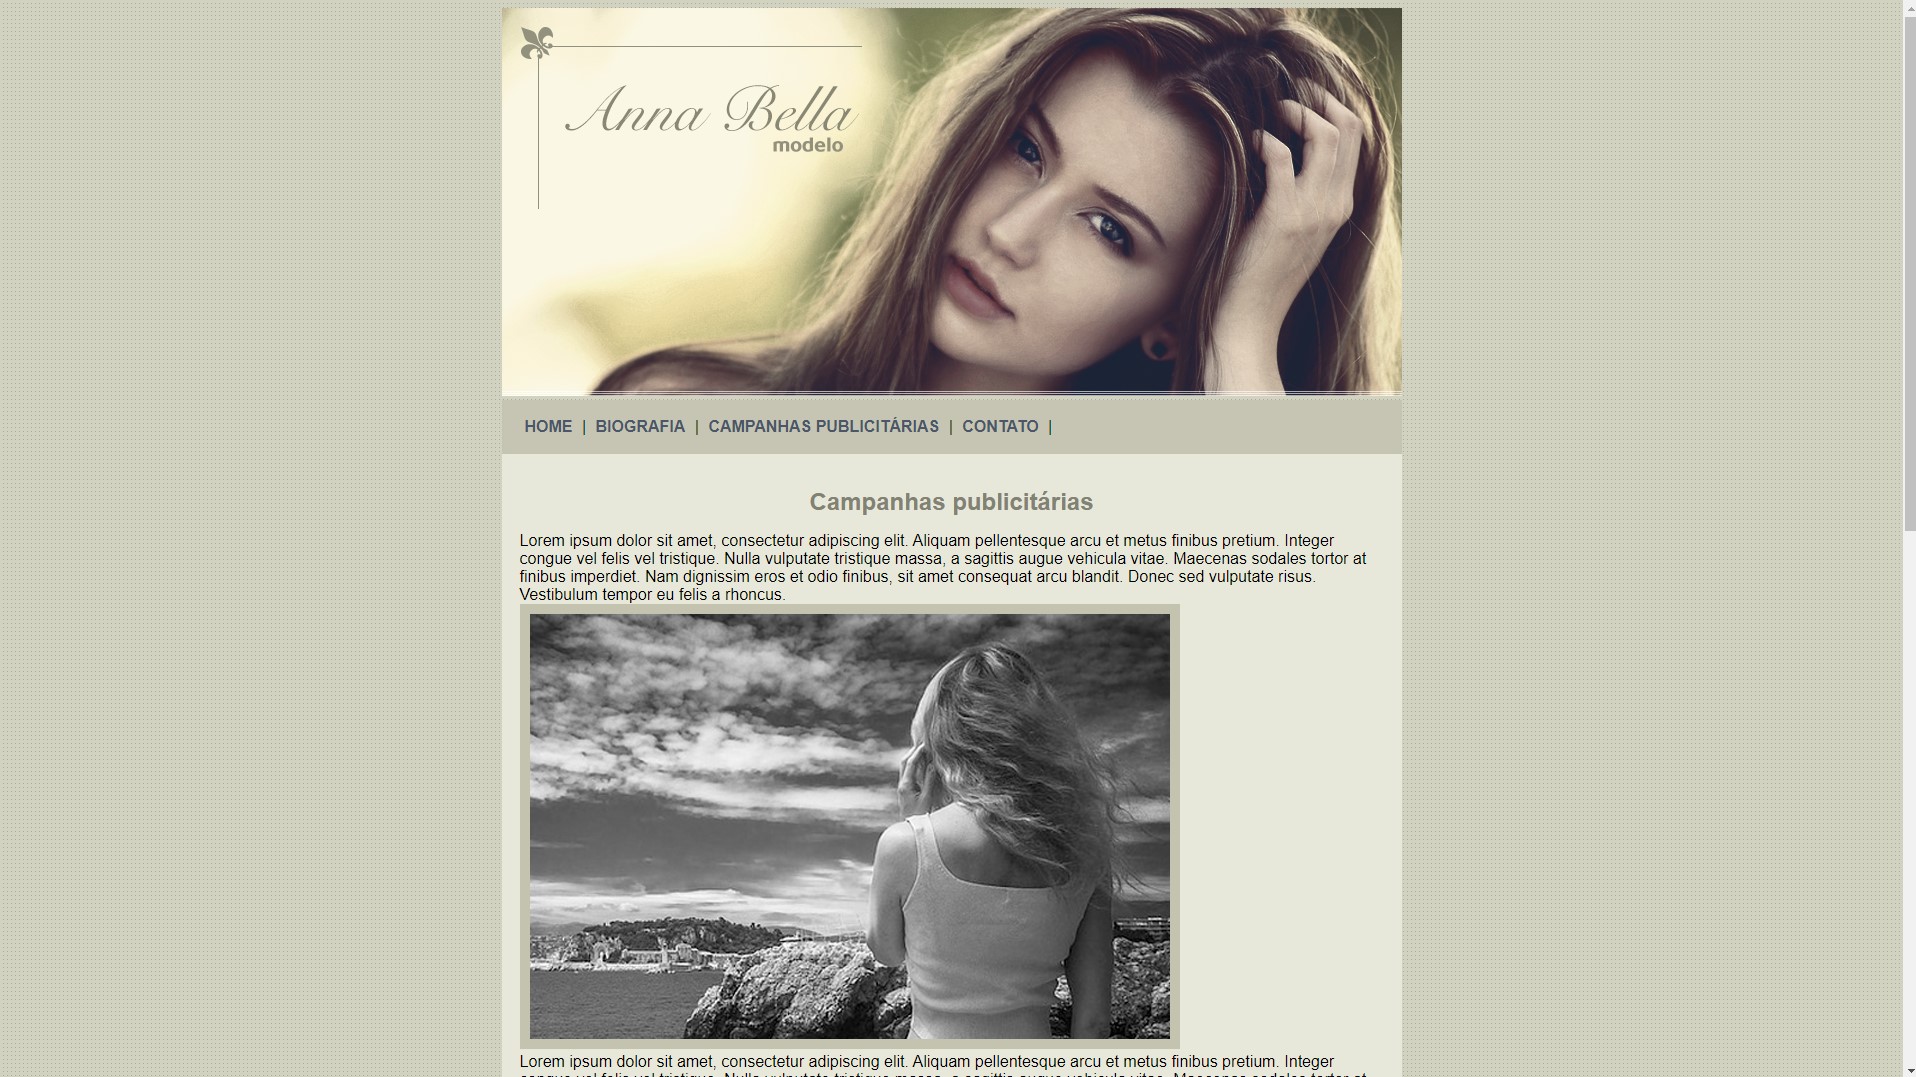 Anna Bella
modelo
HOME | BIOGRAFIA | CAMPANHAS PUBLICITÁRIAS | CONTATO |
Campanhas publicitárias
Lorem ipsum dolor sit amet, consectetur adipiscing elit. Aliquam pellentesque arcu et metus finibus pretium. Integer
congue vel felis vel tristique. Nulla vulputate tristique massa, a sagittis augue vehicula vitae. Maecenas sodales tortor at
finibus imperdiet. Nam dignissim eros et odio finibus, sit amet consequat arcu blandit. Donec sed vulputate risus.
Vestibulum tempor eu felis a rhoncus.
Lorem ipsum dolor sit amet, consectetur adipiscing elit. Aliquam pellentesque arcu et metus finibus pretium. Integer